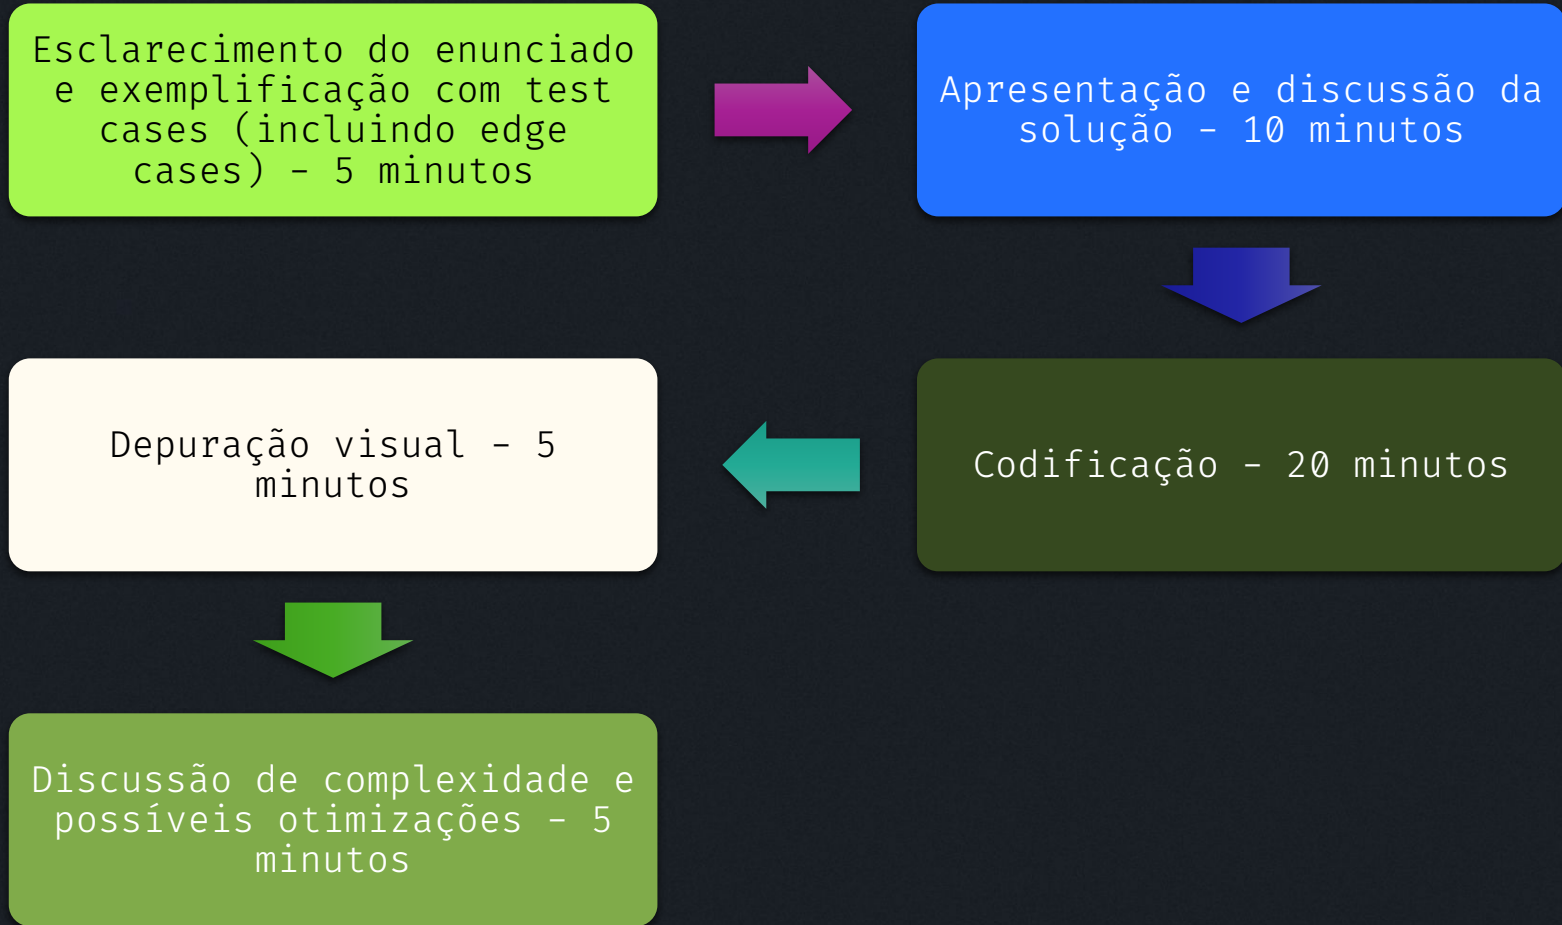 Esclarecimento do enunciado
e exemplificação com test
cases (incluindo edge
cases) – 5 minutos
Apresentação e discussão da
solução – 10 minutos
Codificação – 20 minutos
Depuração visual – 5
minutos
Discussão de complexidade e
possíveis otimizações – 5
minutos